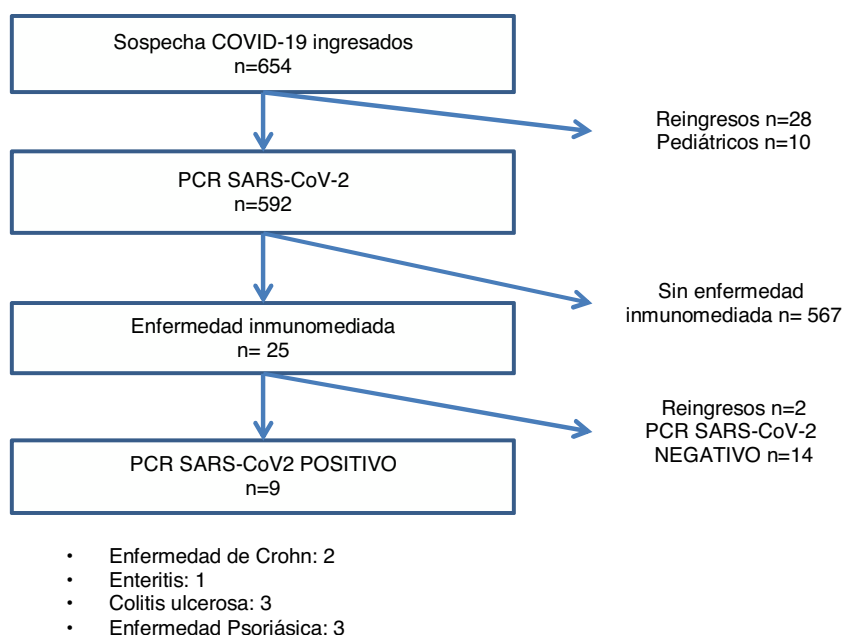 Sospecha COVID-19 ingresados
n=654
Reingresos n=28
Pediátricos n=10
PCR SARS-CoV-2
n=592
Sin enfermedad
inmunomediada n= 567
Enfermedad inmunomediada
n= 25
Reingresos n=2
PCR SARS-CoV-2
NEGATIVO n=14
PCR SARS-CoV2 POSITIVO
n=9
• Enfermedad de Crohn: 2
• Enteritis: 1
• Colitis ulcerosa: 3
• Enfermedad Psoriásica: 3